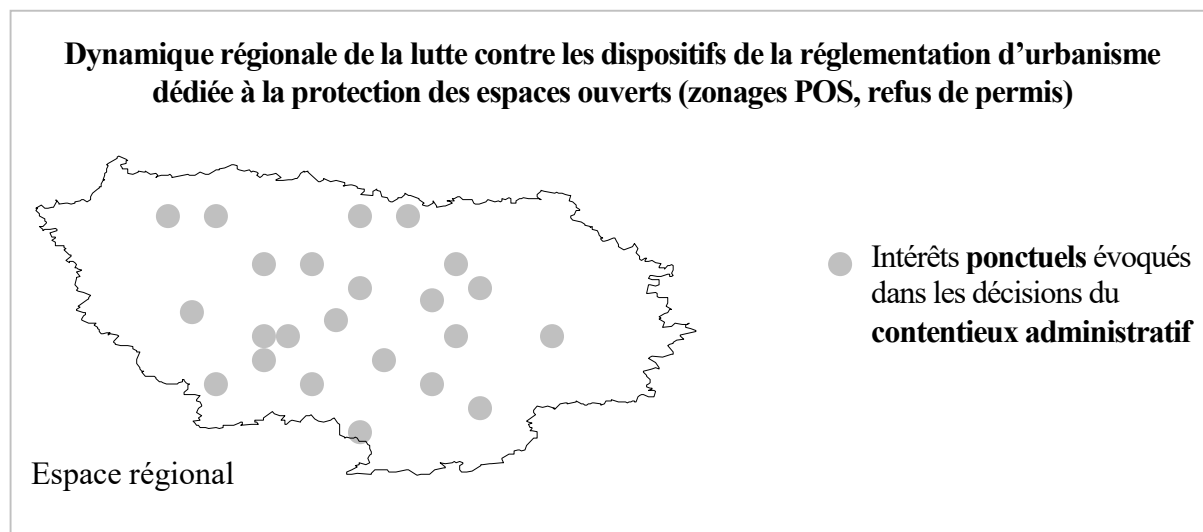 Dynamique régionale de la lutte contre les dispositifs de la réglementation d’urbanisme
dédiée à la protection des espaces ouverts (zonages POS, refus de permis)
Intérêts ponctuels évoqués
dans les décisions du
contentieux administratif
Espace régional